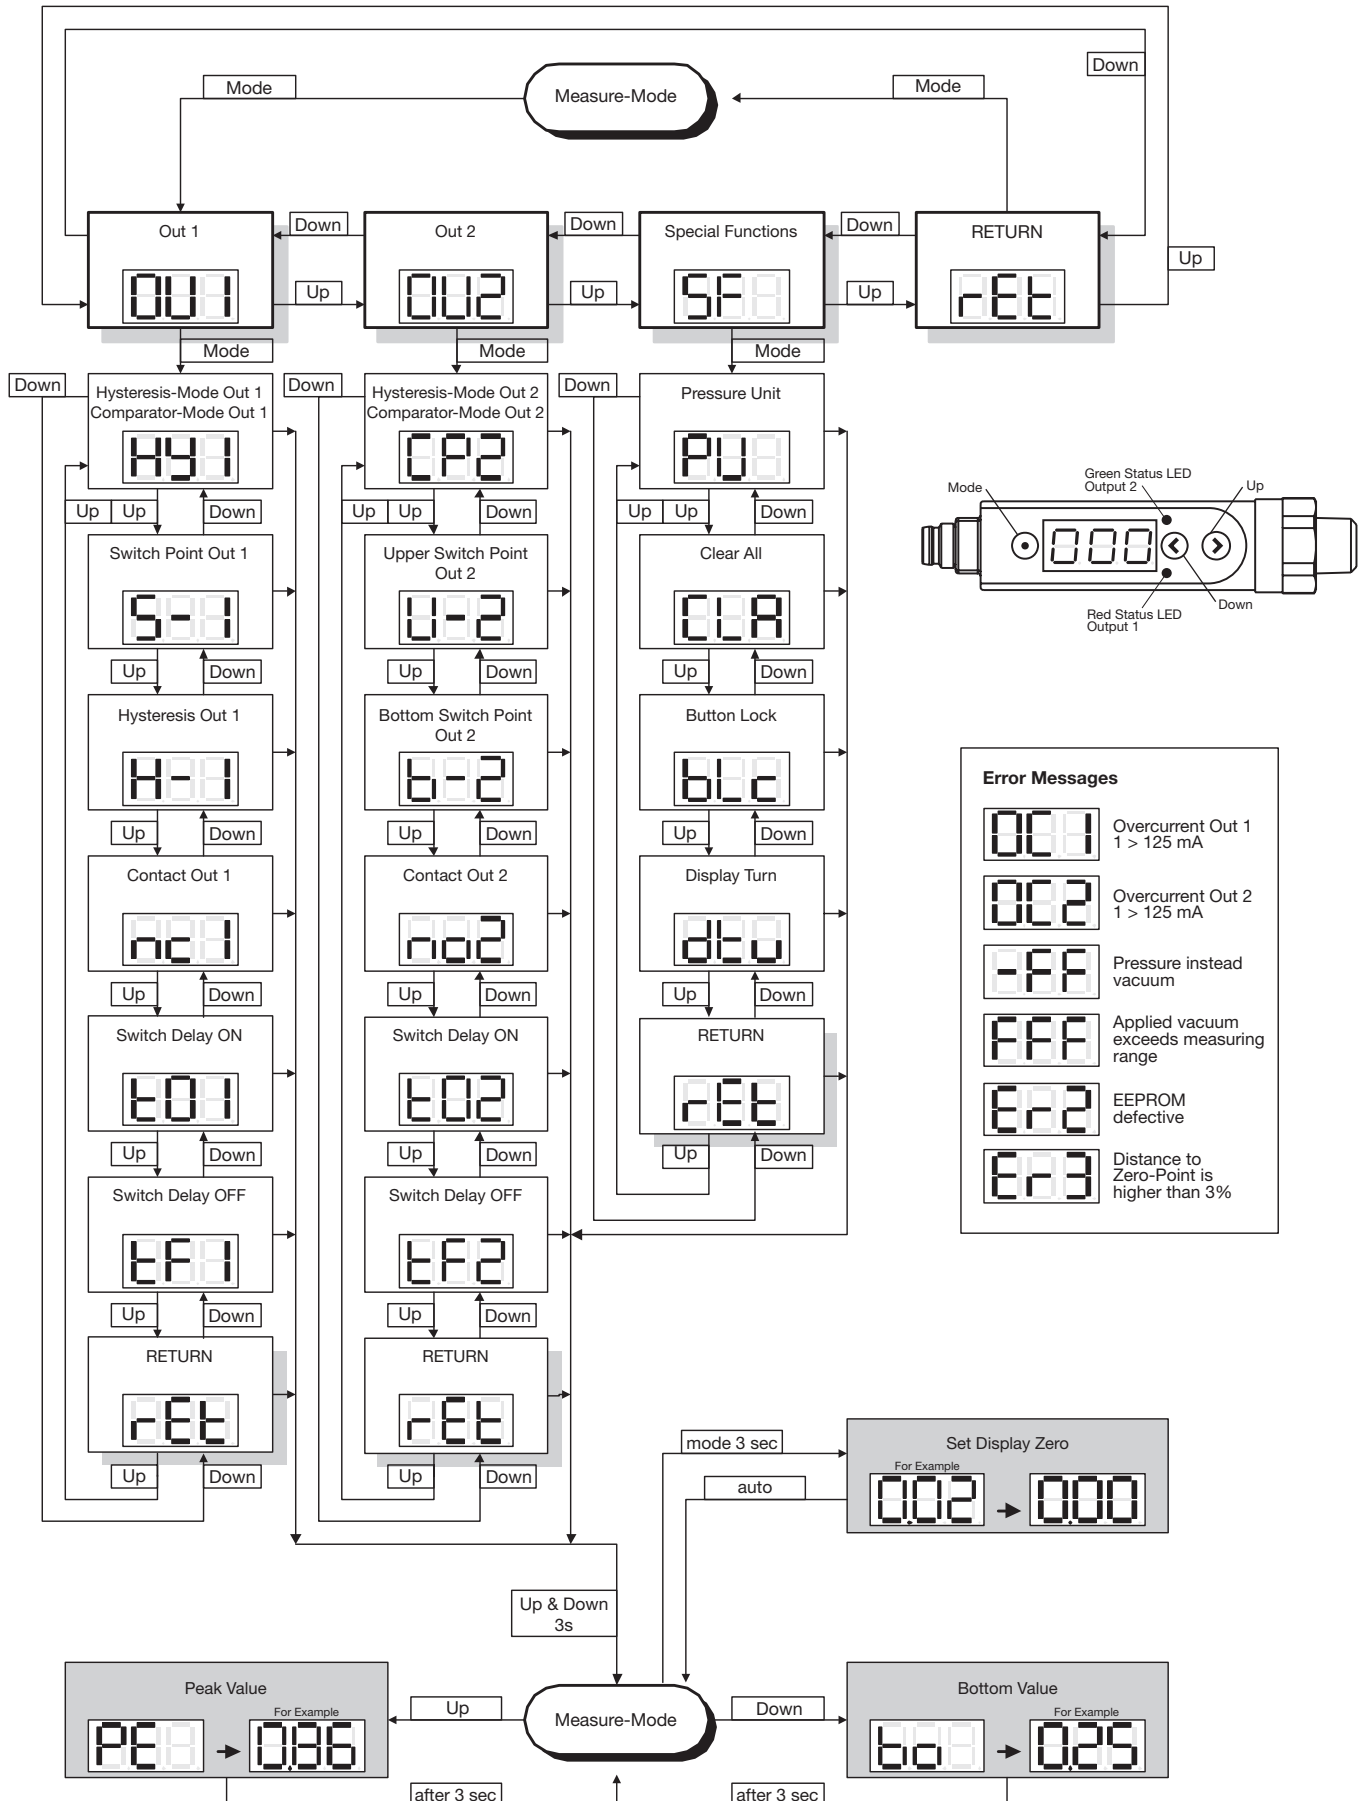 Down
Mode
Measure-Mode
Mode
Out 1
OU1
Down
Up
Out 2
OU2
Down
Up
Special Functions
SF
Down
Up
RETURN
rEt
Up
Mode
Mode
Mode
Down
Hysteresis-Mode Out 1
Comparator-Mode Out 1
HY1
Up
Up
Down
Switch Point Out 1
S-1
Up
Down
Hysteresis Out 1
H-1
Up
Down
Contact Out 1
nc1
Up
Down
Switch Delay ON
tO1
Up
Down
Switch Delay OFF
tF1
Up
Down
RETURN
rEt
Up
Down
Down
Hysteresis-Mode Out 2
Comparator-Mode Out 2
CP2
Up
Up
Down
Upper Switch Point
Out 2
U-2
Up
Down
Bottom Switch Point
Out 2
b-2
Up
Down
Contact Out 2
no2
Up
Down
Switch Delay ON
tO2
Up
Down
Switch Delay OFF
tF2
Up
Down
RETURN
rEt
Up
Down
Down
Pressure Unit
PU
Up
Up
Down
Clear All
CLA
Up
Down
Button Lock
bLc
Up
Down
Display Turn
dtu
Up
Down
RETURN
rEt
Up
Down
Mode
Green Status LED
Output 2
Up
000
Red Status LED
Output 1
Down
Error Messages
OC1
Overcurrent Out 1
1 > 125 mA
OC2
Overcurrent Out 2
1 > 125 mA
-FF
Pressure instead
vacuum
FFF
Applied vacuum
exceeds measuring
range
Er2
EEPROM
defective
Er3
Distance to
Zero-Point is
higher than 3%
mode 3 sec
auto
Set Display Zero
For Example
0.02
0.00
Up & Down
3s
Peak Value
For Example
PE
0.86
Up
Measure-Mode
Down
Bottom Value
For Example
bo
0.25
after 3 sec
after 3 sec